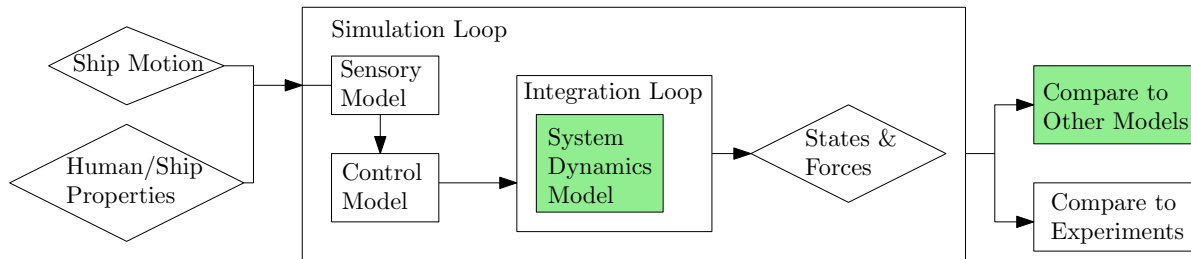 Simulation Loop
Ship Motion
Human/Ship
Properties
Sensory
Model
Control
Model
Integration Loop
System
Dynamics
Model
States &
Forces
Compare to
Other Models
Compare to
Experiments